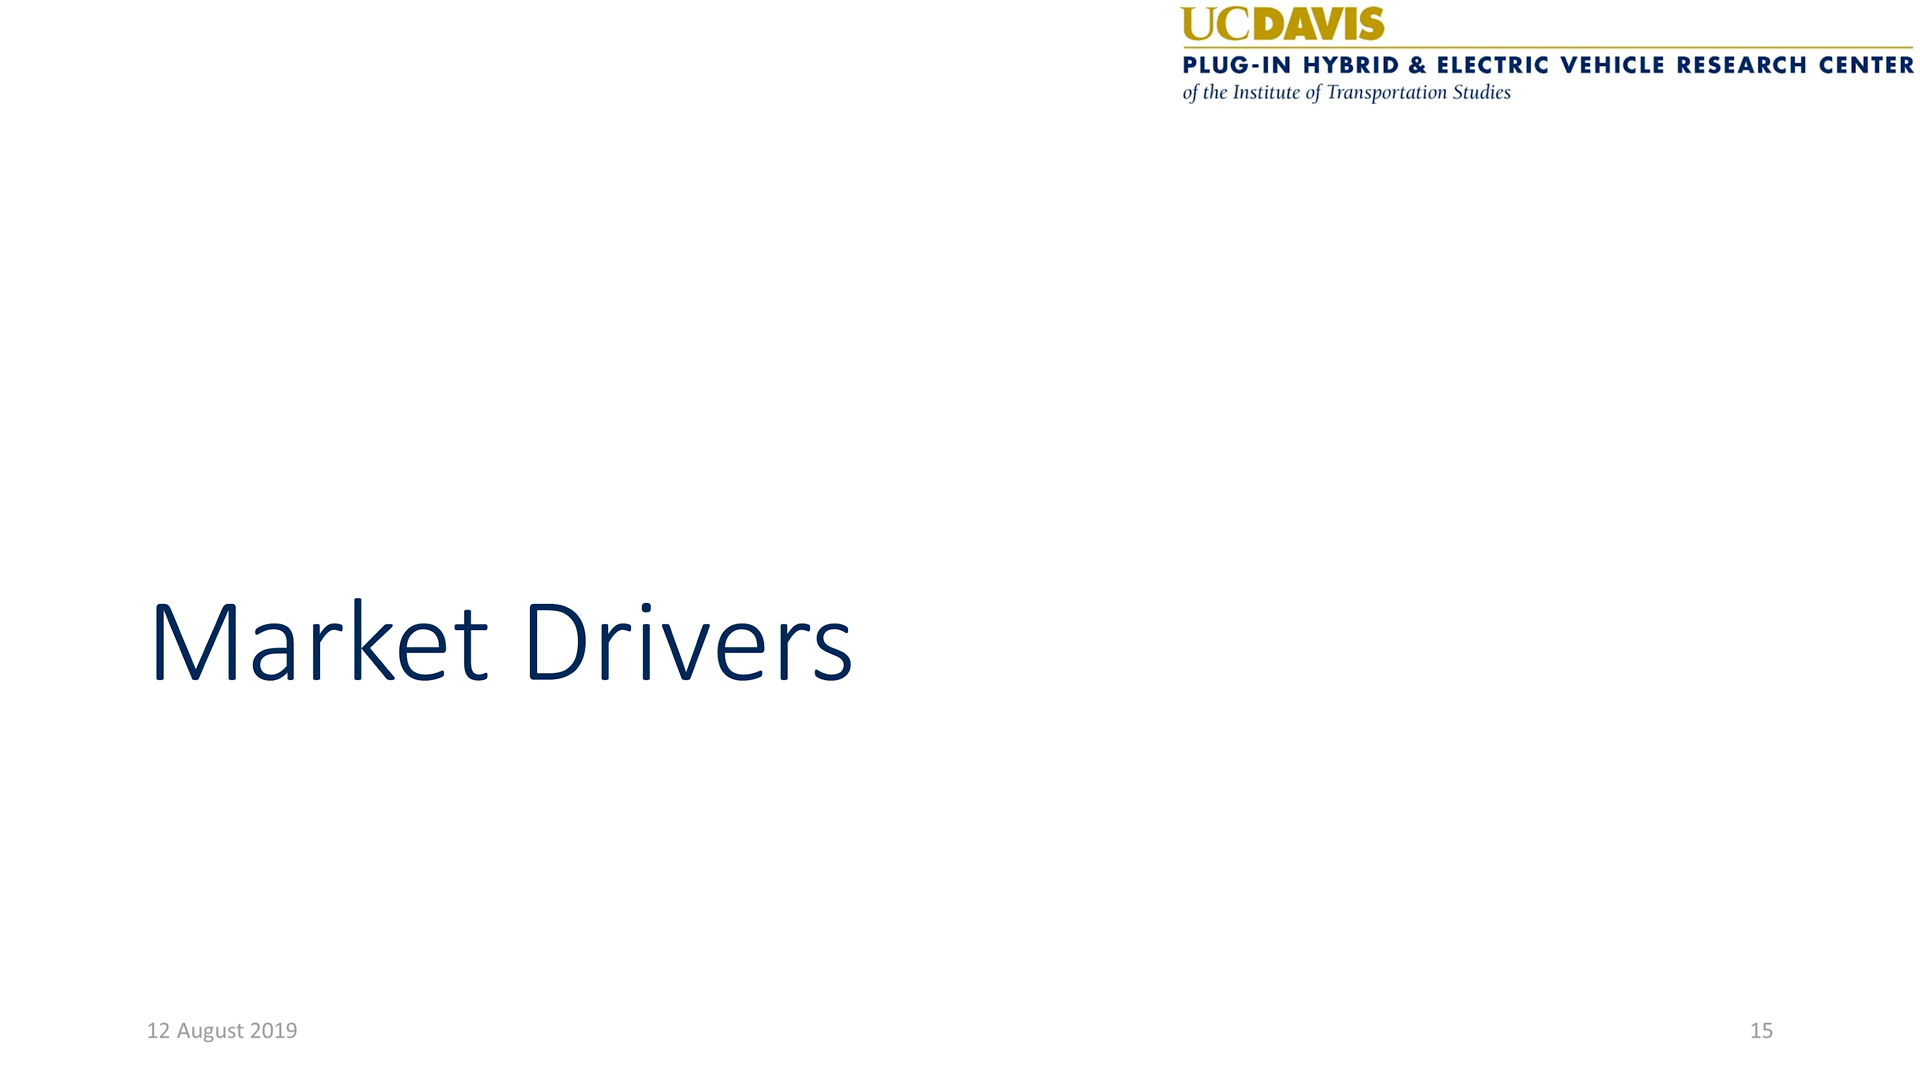 UCDAVIS
PLUG-IN HYBRID & ELECTRIC VEHICLE RESEARCH CENTER
of the Institute of Transportation Studies
Market Drivers
12 August 2019
15